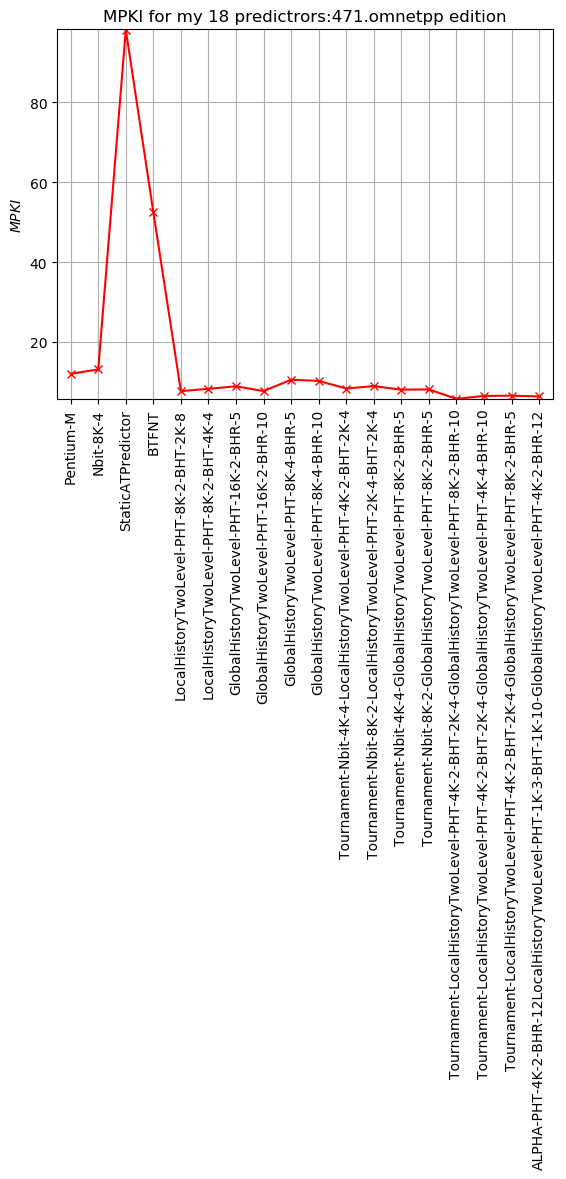 MPKI for my 18 predictrors:471.omnetpp edition
MPKI
80
60
40
20
Pentium-M
Nbit-8K-4
StaticATPredictor
BTFNT
LocalHistoryTwoLevel-PHT-8K-2-BHT-2K-8
LocalHistoryTwoLevel-PHT-8K-2-BHT-4K-4
GlobalHistoryTwoLevel-PHT-16K-2-BHR-5
GlobalHistoryTwoLevel-PHT-16K-2-BHR-10
GlobalHistoryTwoLevel-PHT-8K-4-BHR-5
GlobalHistoryTwoLevel-PHT-8K-4-BHR-10
Tournament-Nbit-4K-4-LocalHistoryTwoLevel-PHT-4K-2-BHT-2K-4
Tournament-Nbit-8K-2-LocalHistoryTwoLevel-PHT-2K-4-BHT-2K-4
Tournament-Nbit-4K-4-GlobalHistoryTwoLevel-PHT-8K-2-BHR-5
Tournament-Nbit-8K-2-GlobalHistoryTwoLevel-PHT-8K-2-BHR-5
Tournament-LocalHistoryTwoLevel-PHT-4K-2-BHT-2K-4-GlobalHistoryTwoLevel-PHT-8K-2-BHR-10
Tournament-LocalHistoryTwoLevel-PHT-4K-2-BHT-2K-4-GlobalHistoryTwoLevel-PHT-4K-4-BHR-10
Tournament-LocalHistoryTwoLevel-PHT-4K-2-BHT-2K-4-GlobalHistoryTwoLevel-PHT-8K-2-BHR-5
ALPHA-PHT-4K-2-BHR-12LocalHistoryTwoLevel-PHT-1K-3-BHT-1K-10-GlobalHistoryTwoLevel-PHT-4K-2-BHR-12